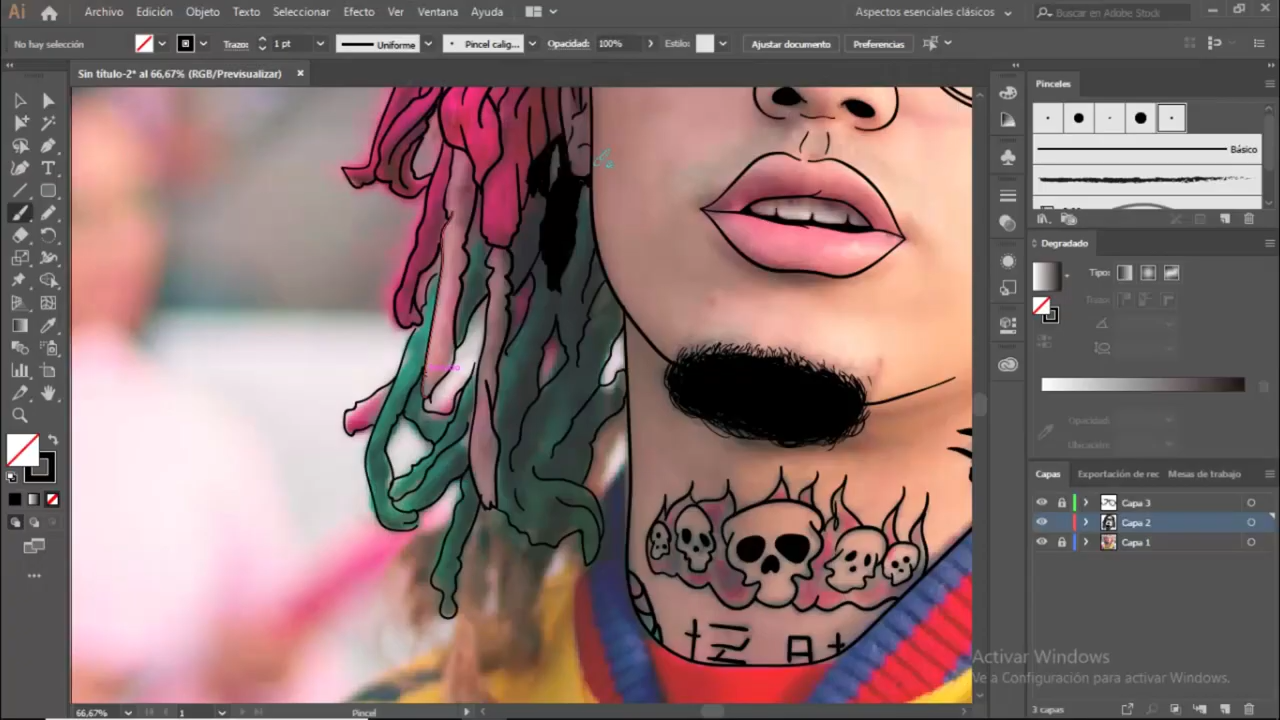 Ai Archivo Edición Objeto Texto Seleccionar Efecto Ver Ventana Ayuda Aspectos esenciales clásicos Buscar en Adobe Stock
No hay selección Trazo: 1 pt Uniforme Pincel calig... Opacidad: 100% Estilo: Ajustar documento Preferencias
Sin título-2* al 66,67% (RGB/Previsualizar)
Pinceles
Básico
Degradado
Tipo:
Trazo:
Opacidad:
Ubicación:
Capas Exportación de rec Mesas de trabajo
Capa 3
Capa 2
Capa 1
Activar Windows
Ve a Configuración para activar Windows.
66,67% 1 Pincel 3 capas